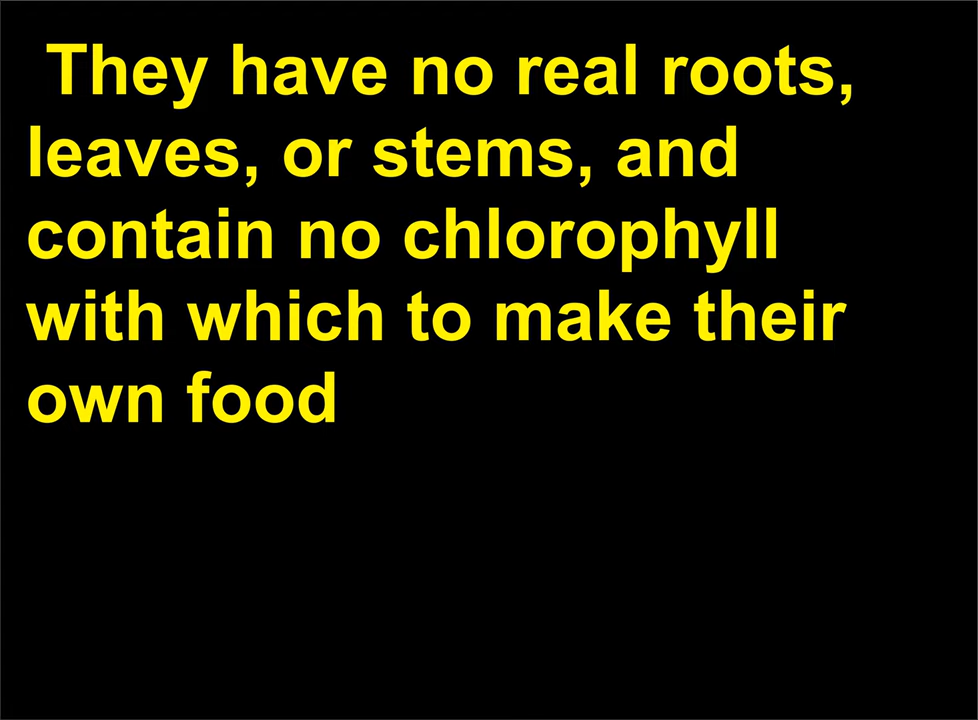 They have no real roots,
leaves, or stems, and
contain no chlorophyll
with which to make their
own food